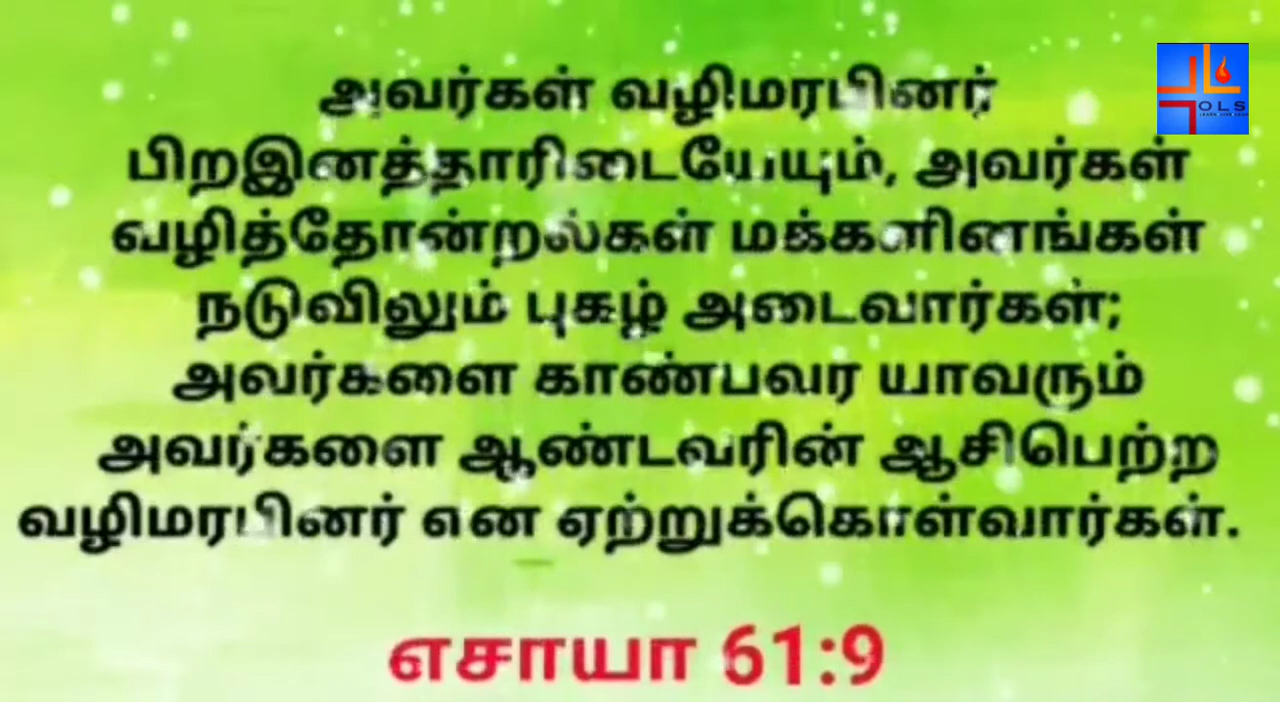 அவர்கள் வழிமரபினர்
பிறஇனத்தாரிடையேயும், அவர்கள்
வழித்தோன்றல்கள் மக்களினங்கள்
நடுவிலும் புகழ் அடைவார்கள்;
அவர்களை காண்பவர் யாவரும்
அவர்களை ஆண்டவரின் ஆசிபெற்ற
வழிமரபினர் என ஏற்றுக்கொள்வார்கள்.
எசாயா 61:9
OLS